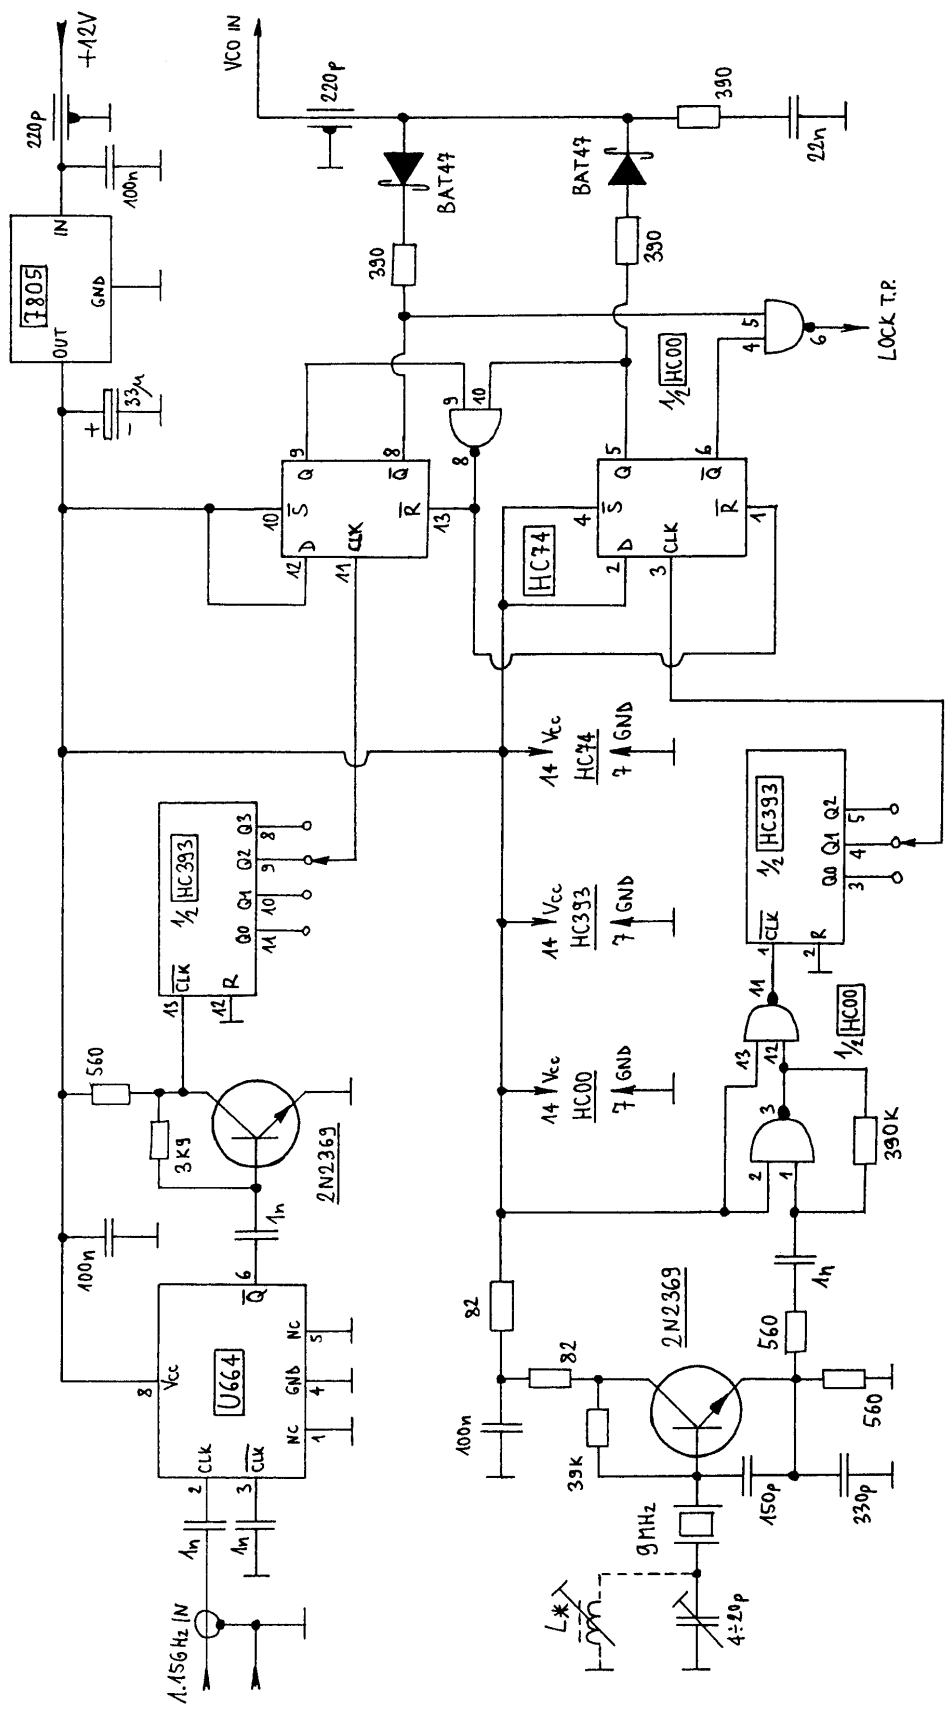 +12V
220p
100n
IN
7805
GND
OUT
33µ
+
-
VCO IN
220p
BAT47
390
BAT47
390
390
22n
10
S̅
9
Q
8
Q̅
12
D
11
CLK
R̅
13
9
10
8
½ HC00
4
5
6
LOCK T.P.
HC74
4
S̅
5
Q
6
Q̅
2
D
3
CLK
R̅
1
½ HC393
Q3
8
Q2
9
Q1
10
Q0
11
13
C̅L̅K̅
12
R
14 Vcc
HC74
7 GND
14 Vcc
HC393
7 GND
14 Vcc
HC00
7 GND
½ HC393
Q2
5
Q1
4
Q0
3
1
C̅L̅K̅
2
R
11
13
12
½ HC00
3
2
1
390K
560
3K9
2N2369
1n
100n
8
Vcc
6
Q̅
U664
NC
5
GND
4
NC
1
2
CLK
3
C̅L̅K̅
1n
1n
1.15GHz IN
82
82
100n
39K
2N2369
1n
560
560
150p
330p
9MHz
L*
4÷20p